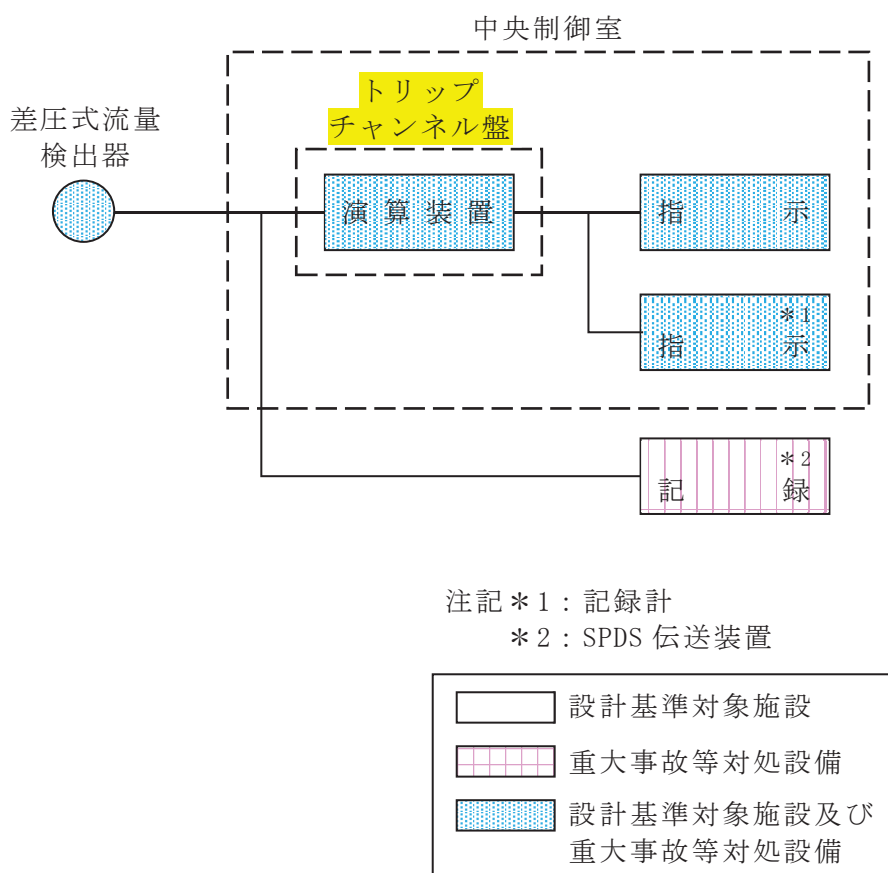 中央制御室
トリップ
チャンネル盤
差圧式流量
検出器
演算装置
指示
＊1
指示
＊2
記録
注記＊1：記録計
＊2：SPDS 伝送装置
設計基準対象施設
重大事故等対処設備
設計基準対象施設及び
重大事故等対処設備